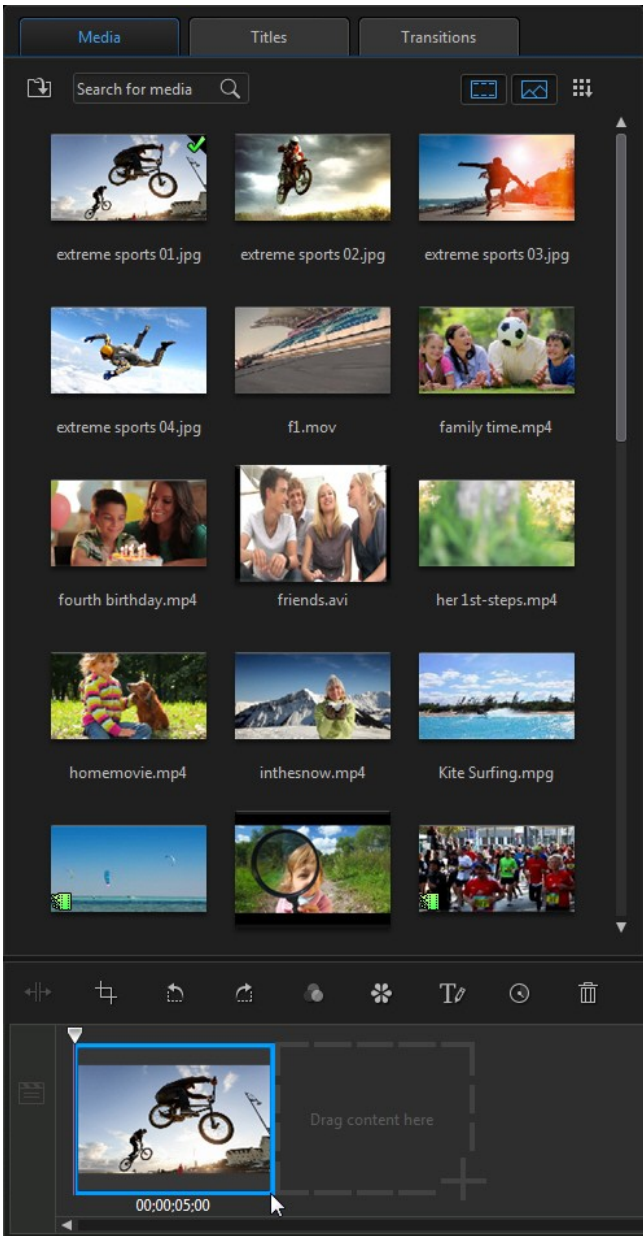 Media Titles Transitions
Search for media
extreme sports 01.jpg extreme sports 02.jpg extreme sports 03.jpg
extreme sports 04.jpg f1.mov family time.mp4
fourth birthday.mp4 friends.avi her 1st-steps.mp4
homemovie.mp4 inthesnow.mp4 Kite Surfing.mpg
T
Drag content here
00;00;05;00